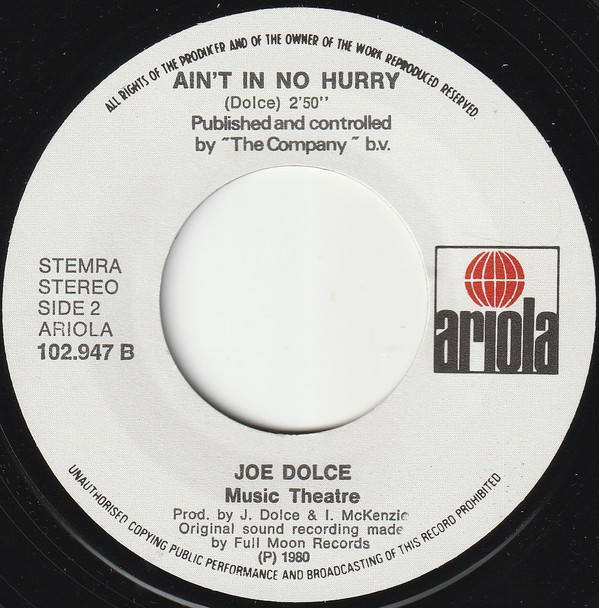 ALL RIGHTS OF THE PRODUCER AND OF THE OWNER OF THE WORK REPRODUCED RESERVED
AIN'T IN NO HURRY
(Dolce) 2'50''
Published and controlled
by "The Company" b.v.
STEMRA
STEREO
SIDE 2
ARIOLA
102.947 B
ariola
JOE DOLCE
Music Theatre
Prod. by J. Dolce & I. McKenzie
Original sound recording made
by Full Moon Records
(P) 1980
UNAUTHORISED COPYING PUBLIC PERFORMANCE AND BROADCASTING OF THIS RECORD PROHIBITED